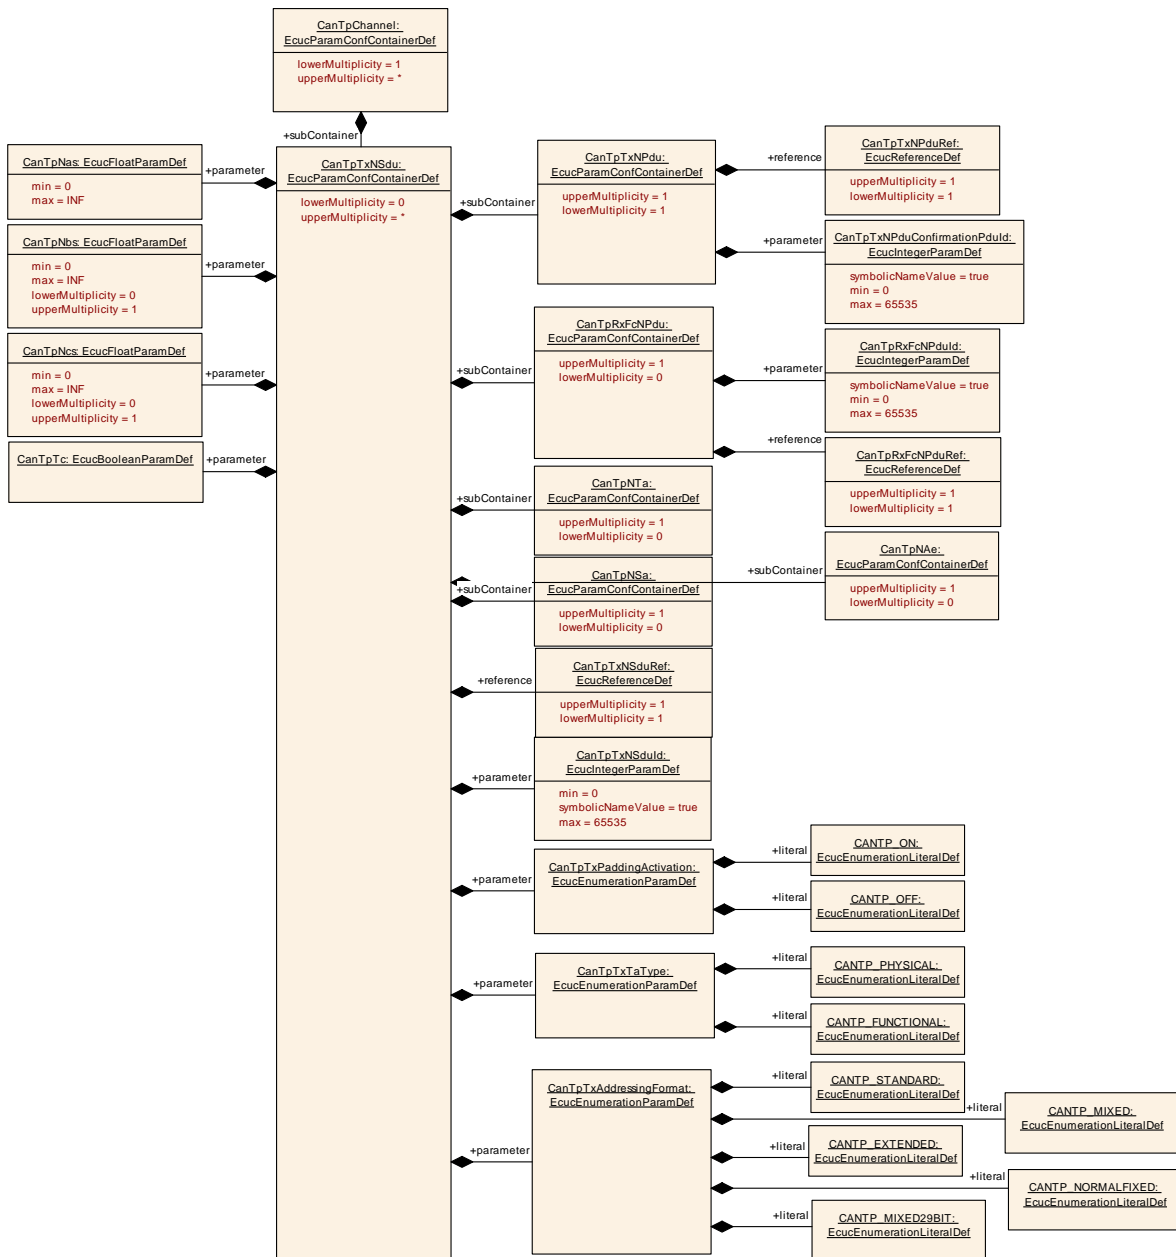 CanTpChannel:
EcucParamConfContainerDef
lowerMultiplicity = 1
upperMultiplicity = *
+subContainer
CanTpTxNSdu:
EcucParamConfContainerDef
lowerMultiplicity = 0
upperMultiplicity = *
CanTpNas: EcucFloatParamDef
min = 0
max = INF
+parameter
CanTpNbs: EcucFloatParamDef
min = 0
max = INF
lowerMultiplicity = 0
upperMultiplicity = 1
+parameter
CanTpNcs: EcucFloatParamDef
min = 0
max = INF
lowerMultiplicity = 0
upperMultiplicity = 1
+parameter
CanTpTc: EcucBooleanParamDef
+parameter
+subContainer
CanTpTxNPdu:
EcucParamConfContainerDef
upperMultiplicity = 1
lowerMultiplicity = 1
+reference
CanTpTxNPduRef:
EcucReferenceDef
upperMultiplicity = 1
lowerMultiplicity = 1
+parameter
CanTpTxNPduConfirmationPduId:
EcucIntegerParamDef
symbolicNameValue = true
min = 0
max = 65535
+subContainer
CanTpRxFcNPdu:
EcucParamConfContainerDef
upperMultiplicity = 1
lowerMultiplicity = 0
+parameter
CanTpRxFcNPduId:
EcucIntegerParamDef
symbolicNameValue = true
min = 0
max = 65535
+reference
CanTpRxFcNPduRef:
EcucReferenceDef
upperMultiplicity = 1
lowerMultiplicity = 1
+subContainer
CanTpNTa:
EcucParamConfContainerDef
upperMultiplicity = 1
lowerMultiplicity = 0
+subContainer
CanTpNAe:
EcucParamConfContainerDef
upperMultiplicity = 1
lowerMultiplicity = 0
+subContainer
CanTpNSa:
EcucParamConfContainerDef
upperMultiplicity = 1
lowerMultiplicity = 0
+reference
CanTpTxNSduRef:
EcucReferenceDef
upperMultiplicity = 1
lowerMultiplicity = 1
+parameter
CanTpTxNSduId:
EcucIntegerParamDef
min = 0
symbolicNameValue = true
max = 65535
+parameter
CanTpTxPaddingActivation:
EcucEnumerationParamDef
+literal
CANTP_ON:
EcucEnumerationLiteralDef
+literal
CANTP_OFF:
EcucEnumerationLiteralDef
+parameter
CanTpTxTaType:
EcucEnumerationParamDef
+literal
CANTP_PHYSICAL:
EcucEnumerationLiteralDef
+literal
CANTP_FUNCTIONAL:
EcucEnumerationLiteralDef
+parameter
CanTpTxAddressingFormat:
EcucEnumerationParamDef
+literal
CANTP_STANDARD:
EcucEnumerationLiteralDef
+literal
CANTP_MIXED:
EcucEnumerationLiteralDef
+literal
CANTP_EXTENDED:
EcucEnumerationLiteralDef
+literal
CANTP_NORMALFIXED:
EcucEnumerationLiteralDef
+literal
CANTP_MIXED29BIT:
EcucEnumerationLiteralDef